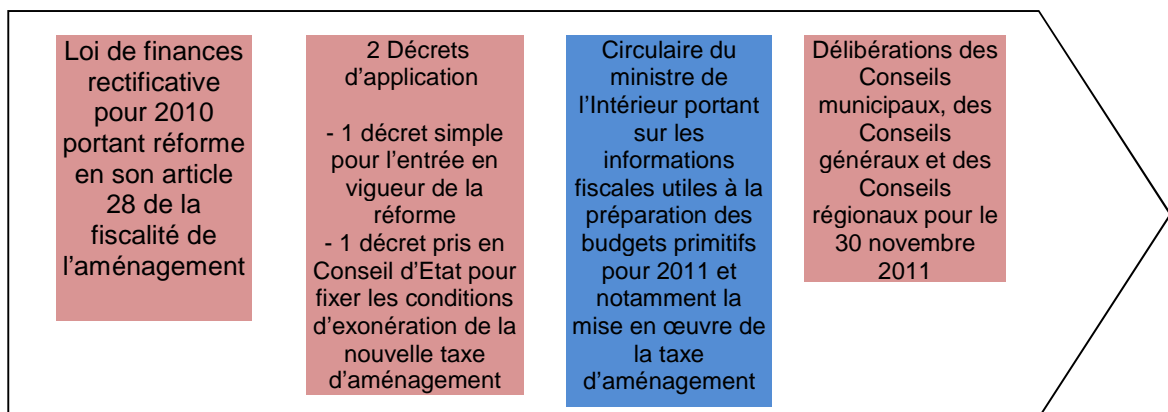 Loi de finances
rectificative
pour 2010
portant réforme
en son article
28 de la
fiscalité de
l’aménagement
2 Décrets
d’application
- 1 décret simple
pour l’entrée en
vigueur de la
réforme
- 1 décret pris en
Conseil d’Etat pour
fixer les conditions
d’exonération de la
nouvelle taxe
d’aménagement
Circulaire du
ministre de
l’Intérieur portant
sur les
informations
fiscales utiles à la
préparation des
budgets primitifs
pour 2011 et
notamment la
mise en œuvre de
la taxe
d’aménagement
Délibérations des
Conseils
municipaux, des
Conseils
généraux et des
Conseils
régionaux pour le
30 novembre
2011